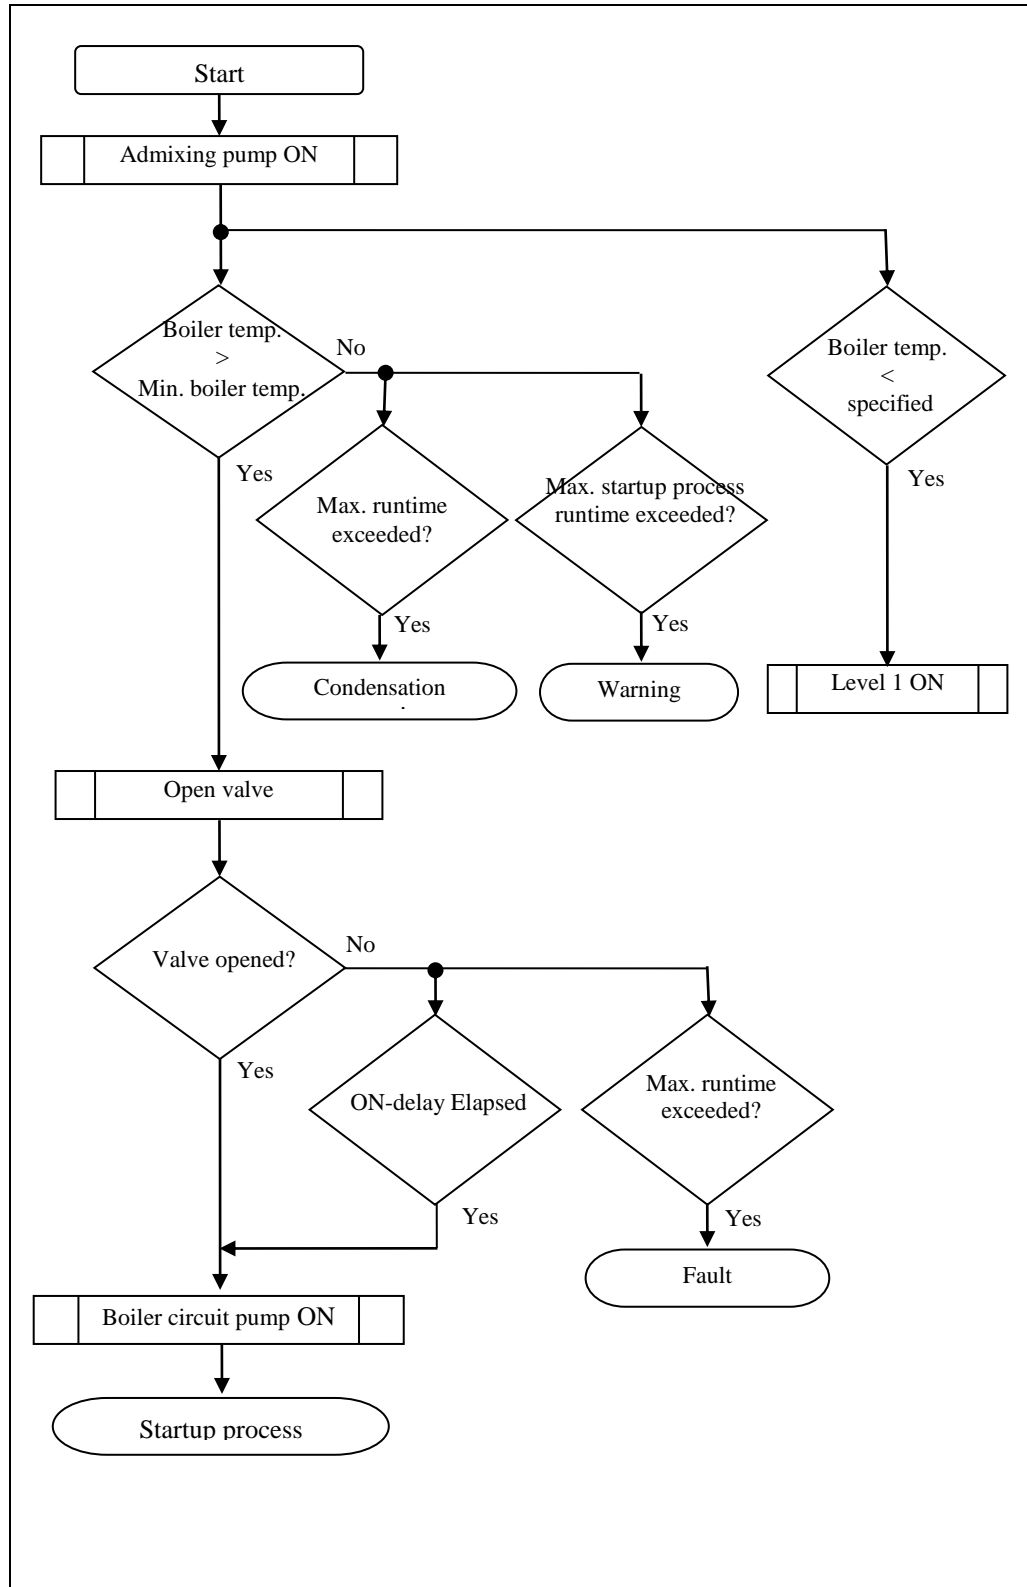 Start
Admixing pump ON
Boiler temp.
>
Min. boiler temp.
No
Yes
Boiler temp.
<
specified
Yes
Max. runtime
exceeded?
Yes
Max. startup process
runtime exceeded?
Yes
Condensation
Warning
Level 1 ON
Open valve
Valve opened?
No
Yes
ON-delay Elapsed
Yes
Max. runtime
exceeded?
Yes
Fault
Boiler circuit pump ON
Startup process